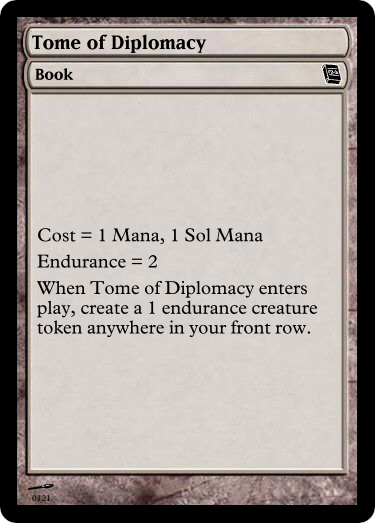 Tome of Diplomacy
Book
Cost = 1 Mana, 1 Sol Mana
Endurance = 2
When Tome of Diplomacy enters
play, create a 1 endurance creature
token anywhere in your front row.
0121